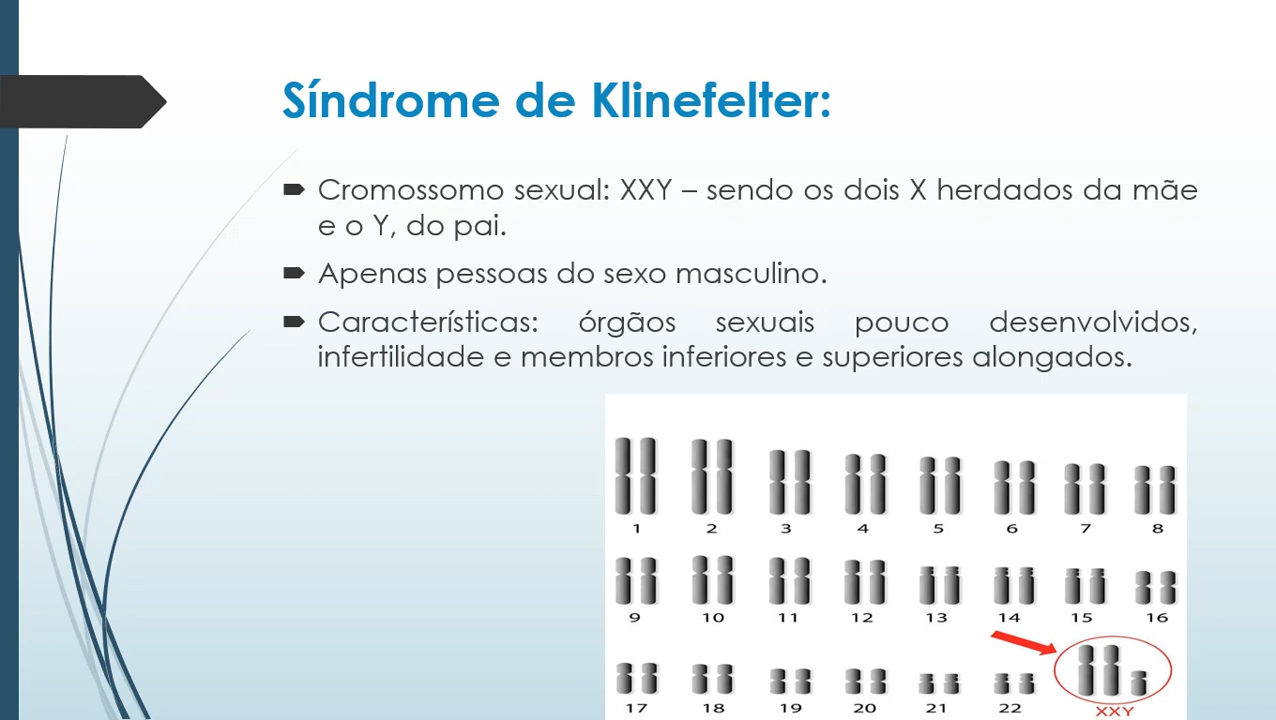 Síndrome de Klinefelter:
Cromossomo sexual: XXY – sendo os dois X herdados da mãe
e o Y, do pai.
Apenas pessoas do sexo masculino.
Características: órgãos sexuais pouco desenvolvidos,
infertilidade e membros inferiores e superiores alongados.
1 2 3 4 5 6 7 8
9 10 11 12 13 14 15 16
17 18 19 20 21 22 XXY